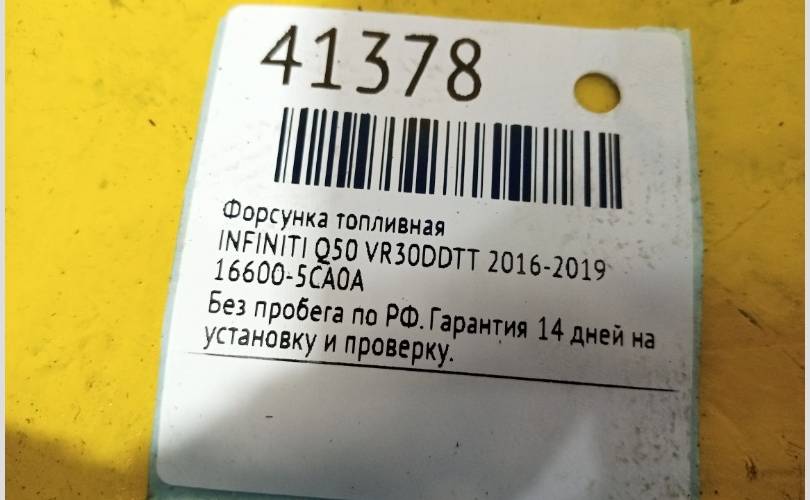 41378
Форсунка топливная
INFINITI Q50 VR30DDTT 2016-2019
16600-5CA0A
Без пробега по РФ. Гарантия 14 дней на
установку и проверку.